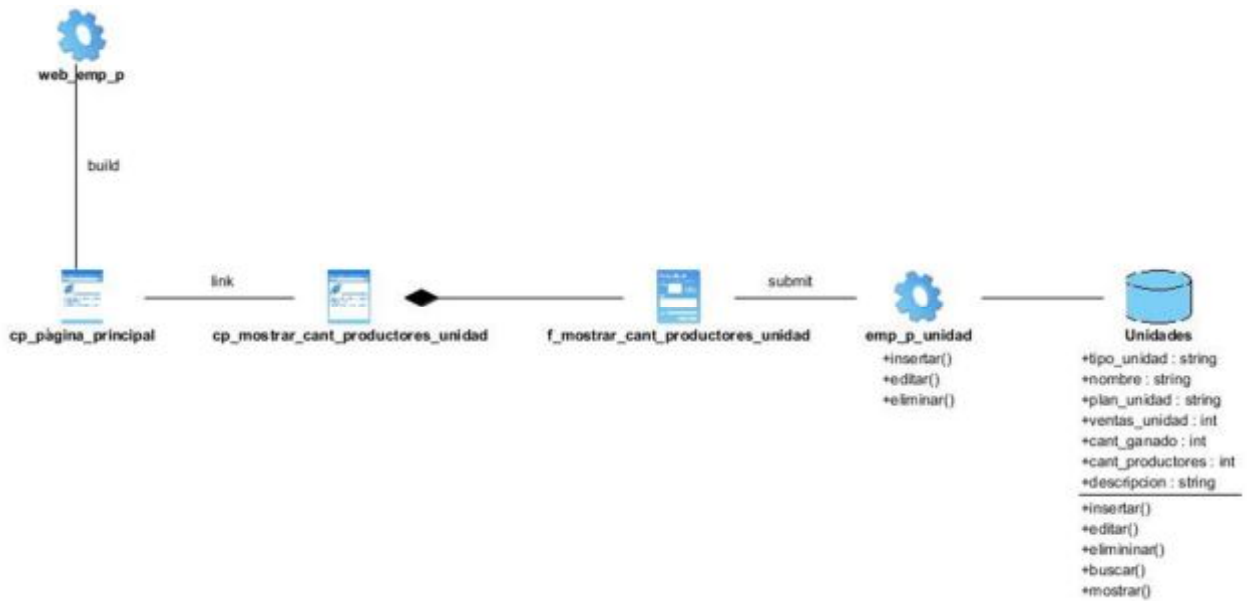 web_emp_p
build
link
submit
cp_pàgina_principal
cp_mostrar_cant_productores_unidad
f_mostrar_cant_productores_unidad
emp_p_unidad
+insertar()
+editar()
+eliminar()
Unidades
+tipo_unidad : string
+nombre : string
+plan_unidad : string
+ventas_unidad : int
+cant_ganado : int
+cant_productores : int
+descripcion : string
+insertar()
+editar()
+elimininar()
+buscar()
+mostrar()